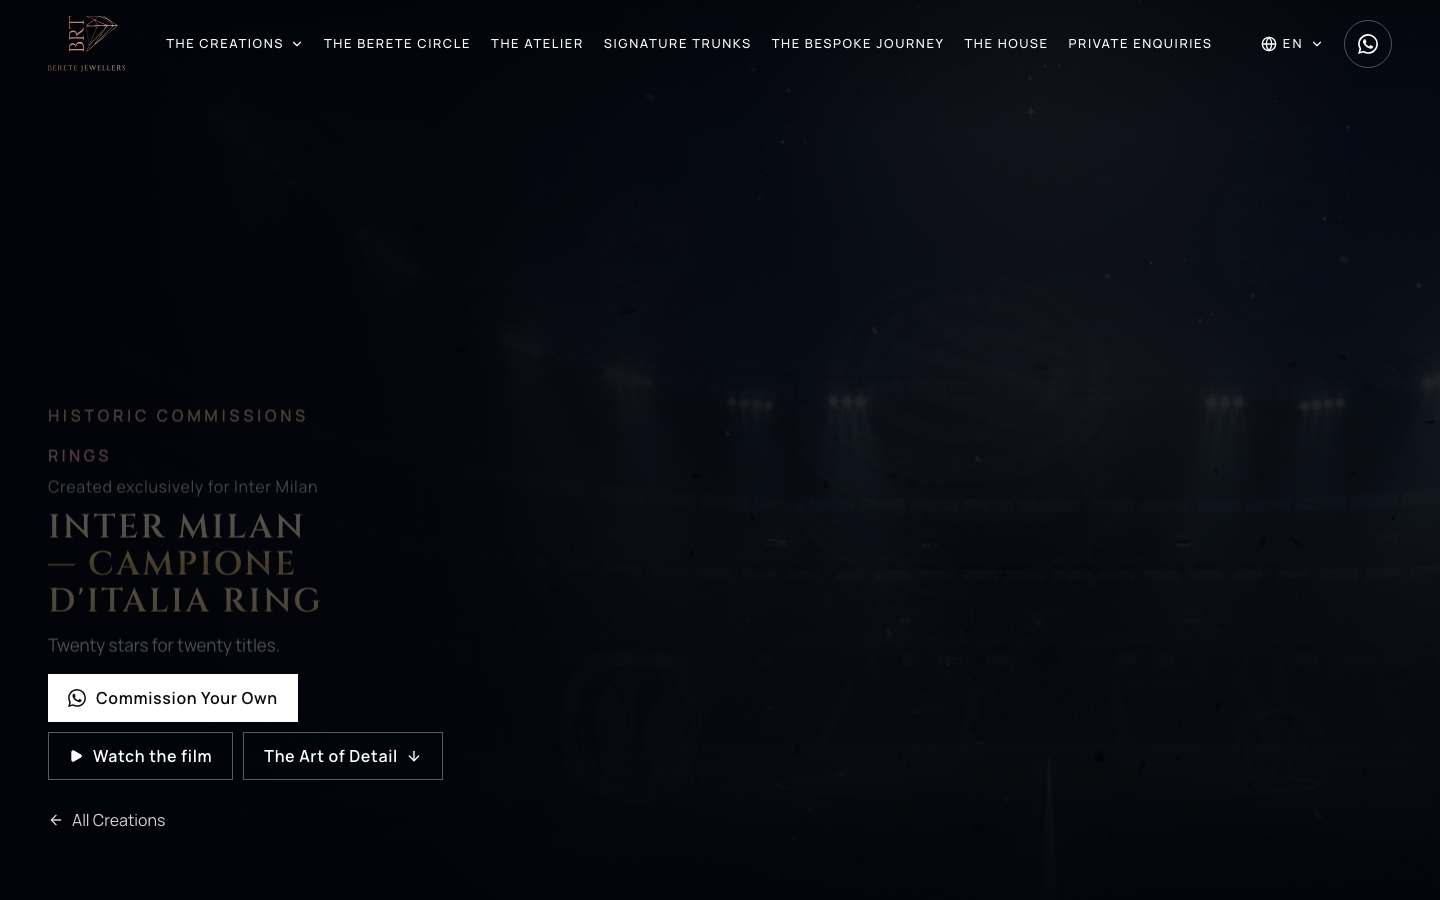 BRT
BERETE JEWELLERS
THE CREATIONS
THE BERETE CIRCLE
THE ATELIER
SIGNATURE TRUNKS
THE BESPOKE JOURNEY
THE HOUSE
PRIVATE ENQUIRIES
EN
HISTORIC COMMISSIONS
RINGS
Created exclusively for Inter Milan
INTER MILAN
— CAMPIONE
D'ITALIA RING
Twenty stars for twenty titles.
Commission Your Own
Watch the film
The Art of Detail
All Creations